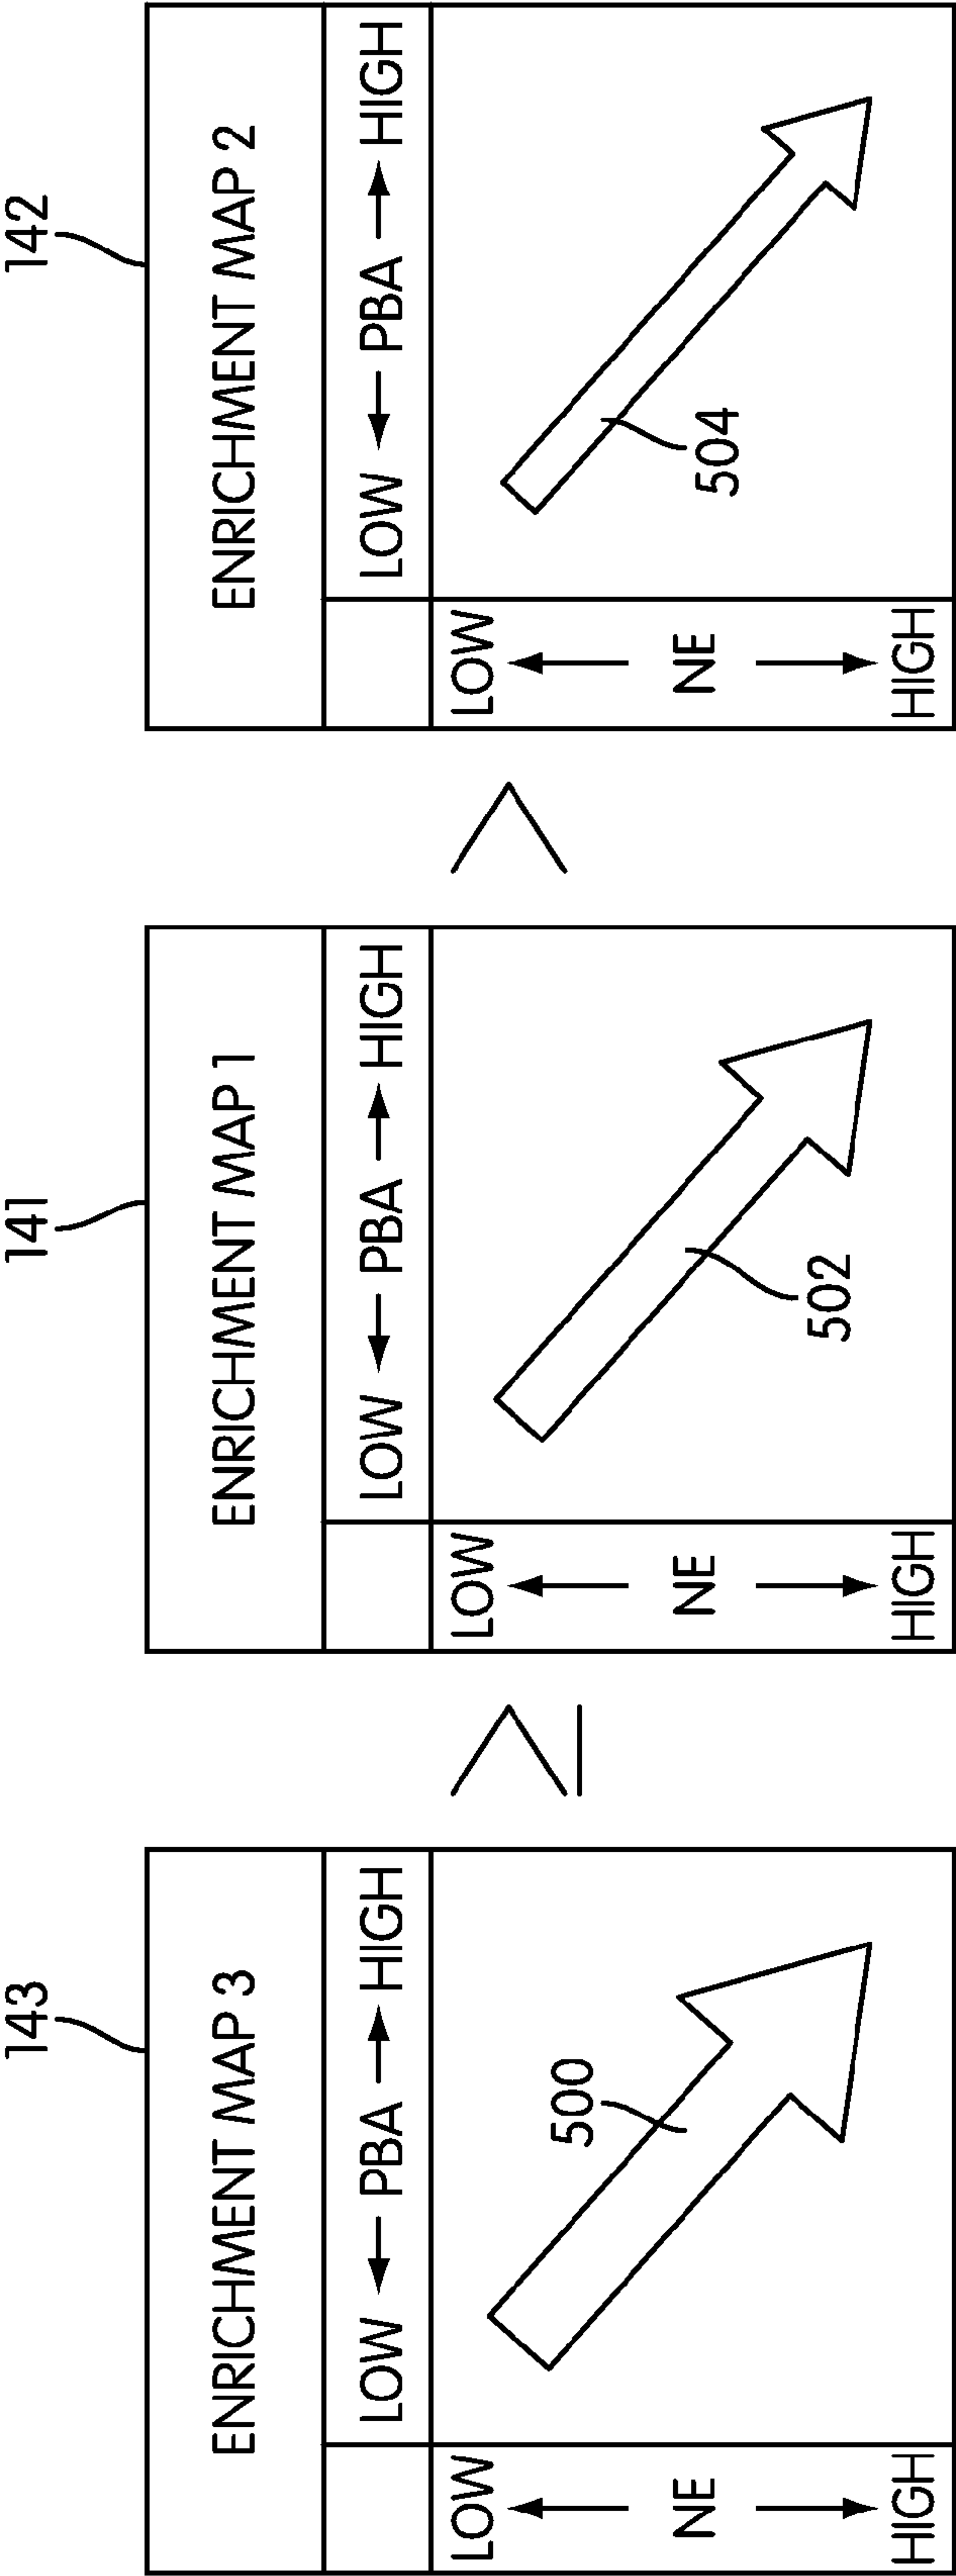 143
ENRICHMENT MAP 3
LOW ← PBA → HIGH
LOW
NE
HIGH
500
≥
141
ENRICHMENT MAP 1
LOW ← PBA → HIGH
LOW
NE
HIGH
502
>
142
ENRICHMENT MAP 2
LOW ← PBA → HIGH
LOW
NE
HIGH
504